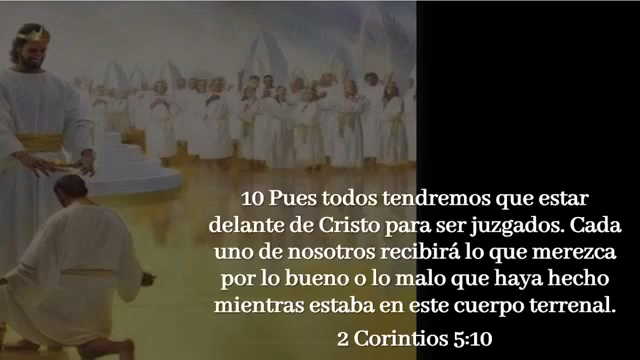 10 Pues todos tendremos que estar
delante de Cristo para ser juzgados. Cada
uno de nosotros recibirá lo que merezca
por lo bueno o lo malo que haya hecho
mientras estaba en este cuerpo terrenal.
2 Corintios 5:10